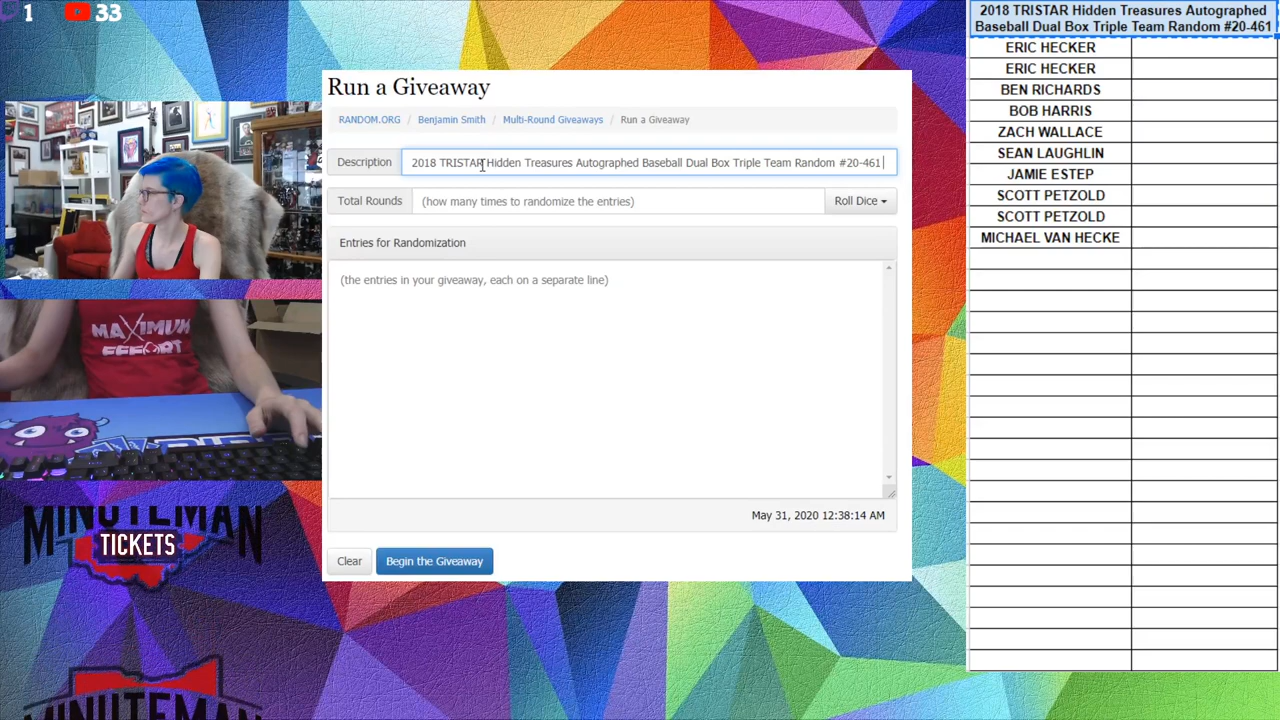 1 33
2018 TRISTAR Hidden Treasures Autographed
Baseball Dual Box Triple Team Random #20-461
ERIC HECKER
ERIC HECKER
BEN RICHARDS
BOB HARRIS
ZACH WALLACE
SEAN LAUGHLIN
JAMIE ESTEP
SCOTT PETZOLD
SCOTT PETZOLD
MICHAEL VAN HECKE
Run a Giveaway
RANDOM.ORG / Benjamin Smith / Multi-Round Giveaways / Run a Giveaway
Description 2018 TRISTAR Hidden Treasures Autographed Baseball Dual Box Triple Team Random #20-461
Total Rounds (how many times to randomize the entries) Roll Dice
Entries for Randomization
(the entries in your giveaway, each on a separate line)
May 31, 2020 12:38:14 AM
Clear Begin the Giveaway
MAXIMUM
EFFORT
MINUTEMAN
TICKETS
MINUTEMAN